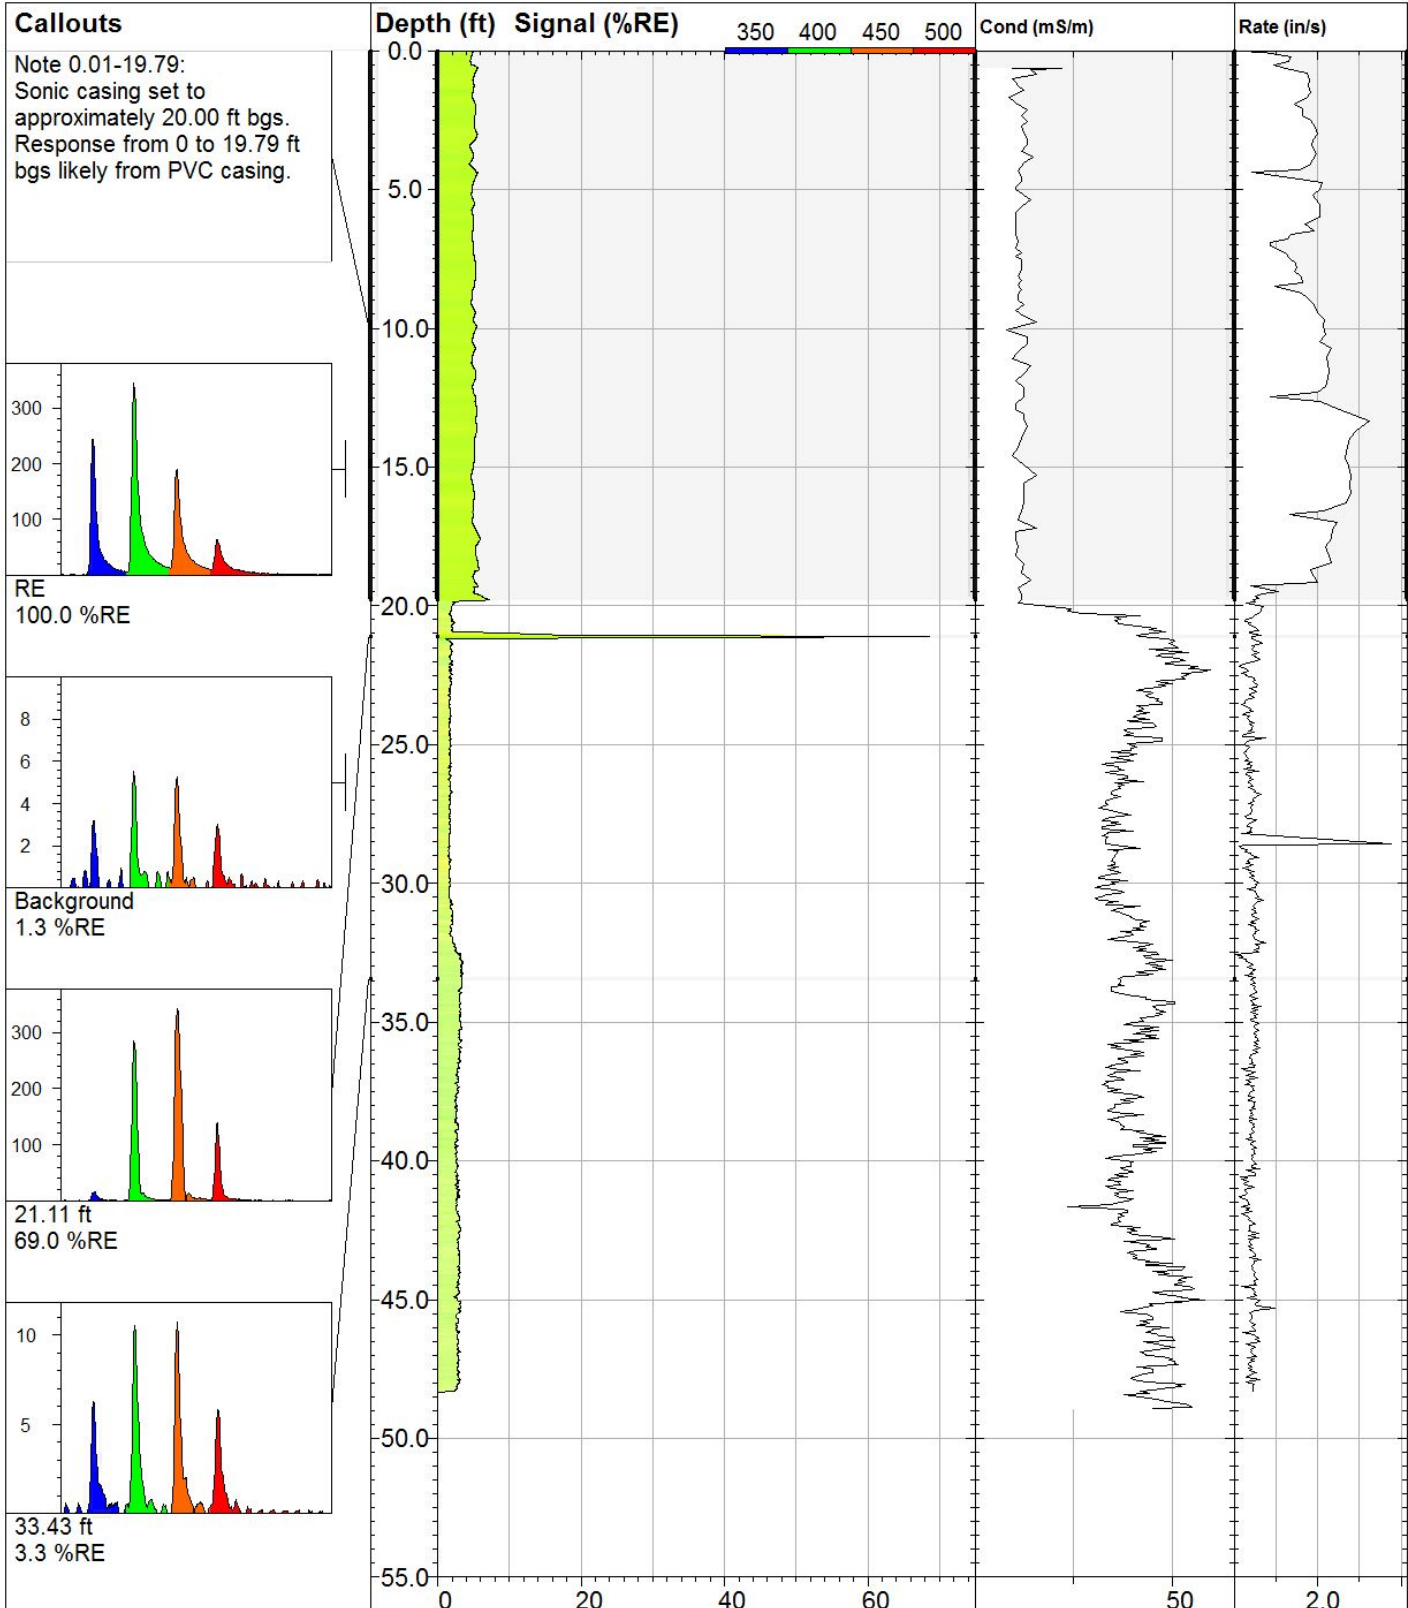 Callouts
Depth (ft) Signal (%RE)
350 400 450 500
Cond (mS/m)
Rate (in/s)
Note 0.01-19.79:
Sonic casing set to
approximately 20.00 ft bgs.
Response from 0 to 19.79 ft
bgs likely from PVC casing.
300
200
100
RE
100.0 %RE
8
6
4
2
Background
1.3 %RE
300
200
100
21.11 ft
69.0 %RE
10
5
33.43 ft
3.3 %RE
0.0
5.0
10.0
15.0
20.0
25.0
30.0
35.0
40.0
45.0
50.0
55.0
0 20 40 60
50
2.0